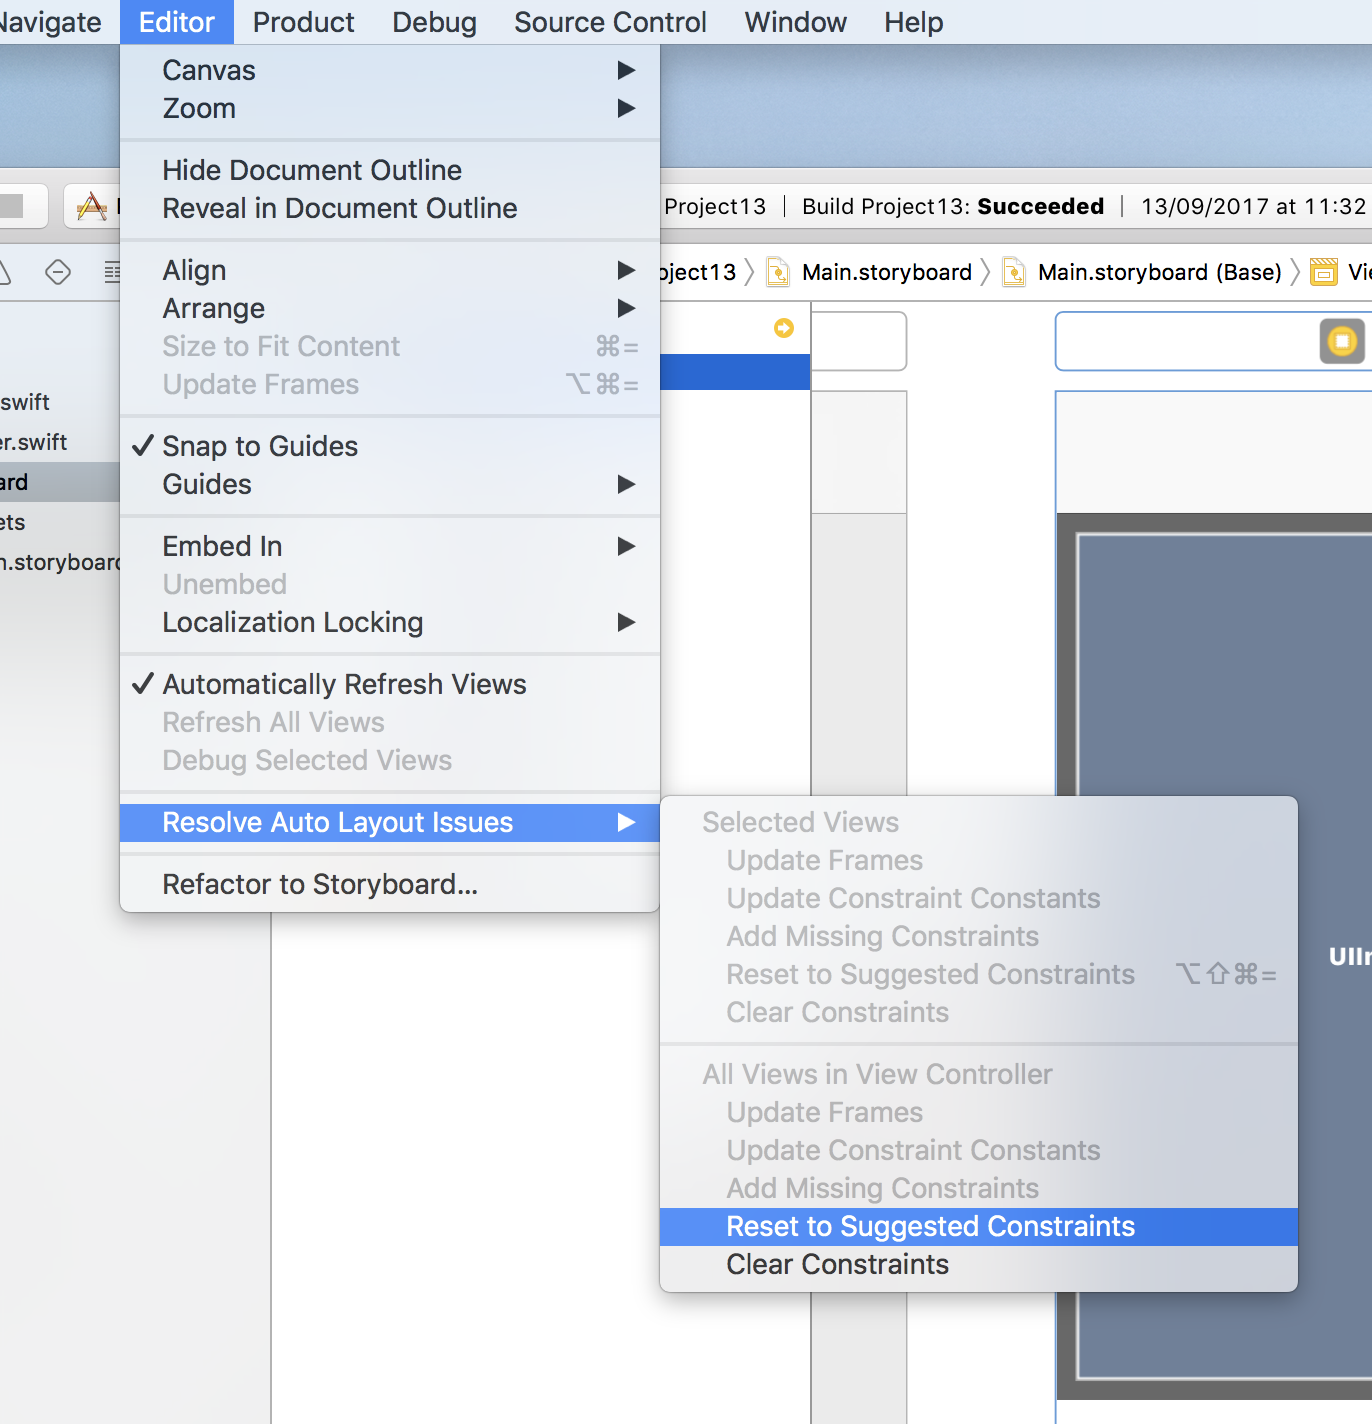 Navigate Editor Product Debug Source Control Window Help
Canvas
Zoom
Hide Document Outline
Reveal in Document Outline
Project13 | Build Project13: Succeeded | 13/09/2017 at 11:32
Align
oject13 Main.storyboard Main.storyboard (Base) Vie
Arrange
Size to Fit Content ⌘=
Update Frames ⌥⌘=
.swift
er.swift
ard
ets
n.storyboard
Snap to Guides
Guides
Embed In
Unembed
Localization Locking
Automatically Refresh Views
Refresh All Views
Debug Selected Views
Resolve Auto Layout Issues
Refactor to Storyboard...
Selected Views
Update Frames
Update Constraint Constants
Add Missing Constraints
Reset to Suggested Constraints ⌥⇧⌘=
Clear Constraints
All Views in View Controller
Update Frames
Update Constraint Constants
Add Missing Constraints
Reset to Suggested Constraints
Clear Constraints